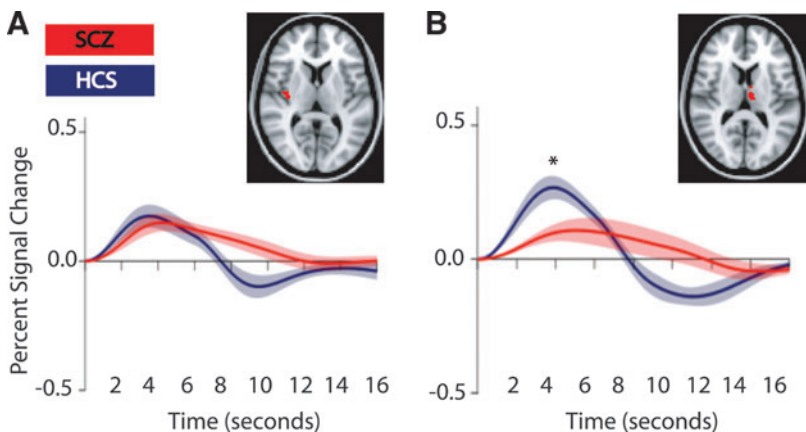 A
SCZ
HCS
0.5
0.0
-0.5
Percent Signal Change
2 4 6 8 10 12 14 16
Time (seconds)
B
*
0.5
0.0
-0.5
2 4 6 8 10 12 14 16
Time (seconds)